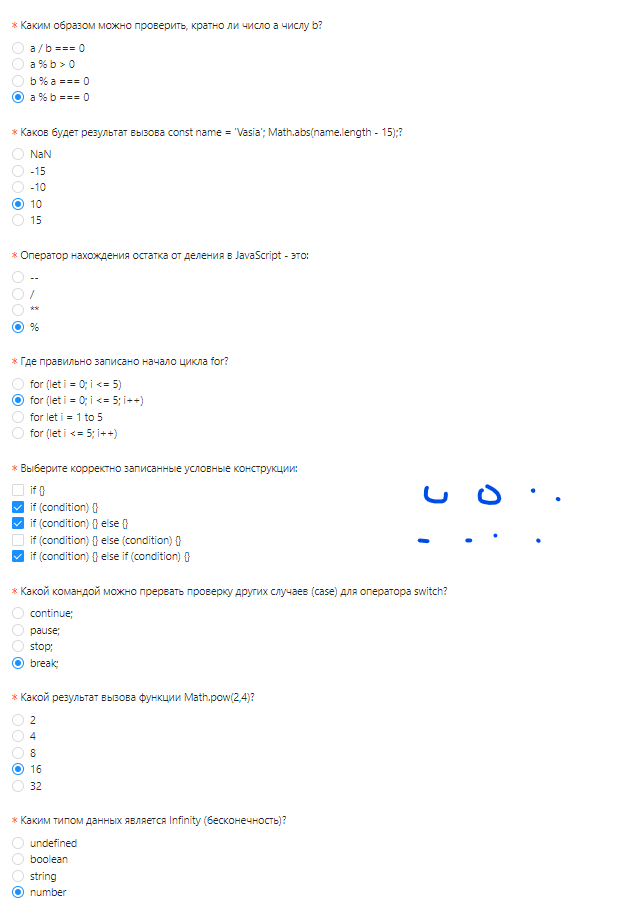 * Каким образом можно проверить, кратно ли число a числу b?
a / b === 0
a % b > 0
b % a === 0
a % b === 0
* Каков будет результат вызова const name = 'Vasia'; Math.abs(name.length - 15);?
NaN
-15
-10
10
15
* Оператор нахождения остатка от деления в JavaScript - это:
--
/
**
%
* Где правильно записано начало цикла for?
for (let i = 0; i <= 5)
for (let i = 0; i <= 5; i++)
for let i = 1 to 5
for (let i <= 5; i++)
* Выберите корректно записанные условные конструкции:
if {}
if (condition) {}
if (condition) {} else {}
if (condition) {} else (condition) {}
if (condition) {} else if (condition) {}
* Какой командой можно прервать проверку других случаев (case) для оператора switch?
continue;
pause;
stop;
break;
* Какой результат вызова функции Math.pow(2,4)?
2
4
8
16
32
* Каким типом данных является Infinity (бесконечность)?
undefined
boolean
string
number